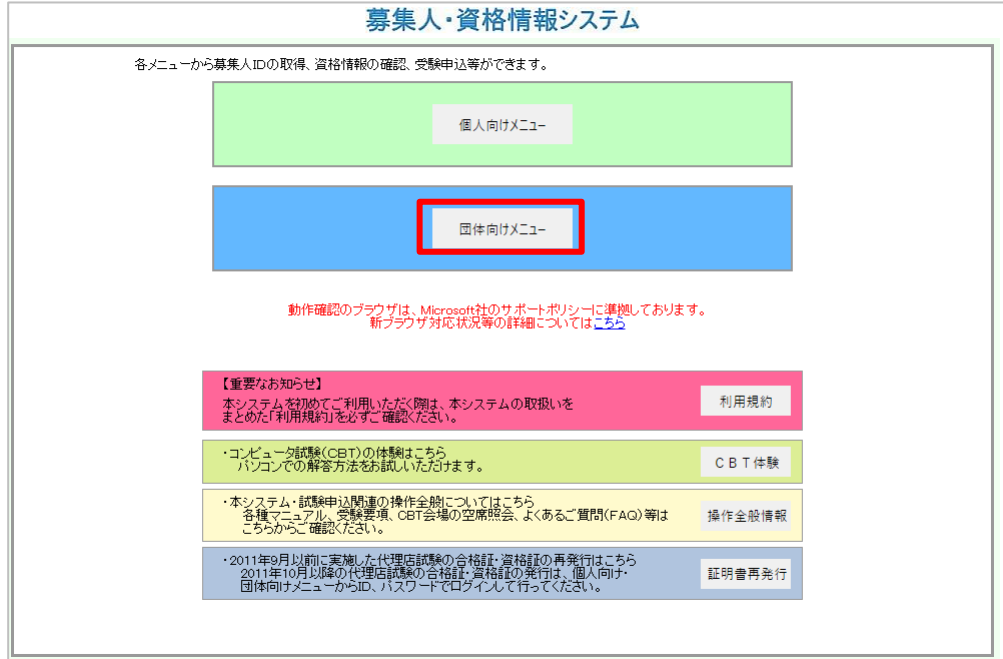 募集人・資格情報システム
各メニューから募集人IDの取得、資格情報の確認、受験申込等ができます。
個人向けメニュー
団体向けメニュー
動作確認のブラウザは、Microsoft社のサポートポリシーに準拠しております。
新ブラウザ対応状況等の詳細についてはこちら
【重要なお知らせ】
本システムを初めてご利用いただく際は、本システムの取扱いを
まとめた「利用規約」を必ずご確認ください。
利用規約
・コンピュータ試験(CBT)の体験はこちら
パソコンでの解答方法をお試しいただけます。
CBT体験
・本システム・試験申込関連の操作全般についてはこちら
各種マニュアル、受験要項、CBT会場の空席照会、よくあるご質問(FAQ)等は
こちらからご確認ください。
操作全般情報
・2011年9月以前に実施した代理店試験の合格証・資格証の再発行はこちら
2011年10月以降の代理店試験の合格証・資格証の発行は、個人向け・
団体向けメニューからID、パスワードでログインして行ってください。
証明書再発行